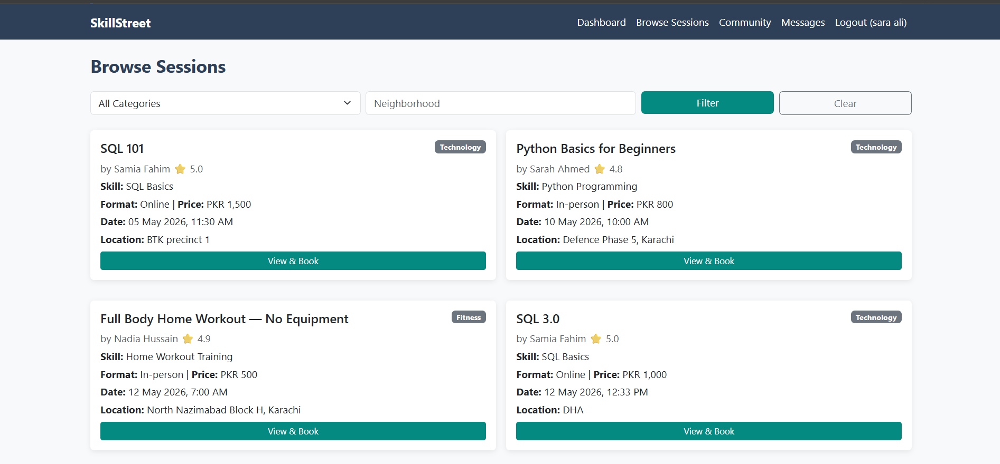 SkillStreet
Dashboard Browse Sessions Community Messages Logout (sara ali)
Browse Sessions
All Categories
Neighborhood
Filter
Clear
SQL 101
Technology
by Samia Fahim ⭐ 5.0
Skill: SQL Basics
Format: Online | Price: PKR 1,500
Date: 05 May 2026, 11:30 AM
Location: BTK precinct 1
View & Book
Python Basics for Beginners
Technology
by Sarah Ahmed ⭐ 4.8
Skill: Python Programming
Format: In-person | Price: PKR 800
Date: 10 May 2026, 10:00 AM
Location: Defence Phase 5, Karachi
View & Book
Full Body Home Workout — No Equipment
Fitness
by Nadia Hussain ⭐ 4.9
Skill: Home Workout Training
Format: In-person | Price: PKR 500
Date: 12 May 2026, 7:00 AM
Location: North Nazimabad Block H, Karachi
View & Book
SQL 3.0
Technology
by Samia Fahim ⭐ 5.0
Skill: SQL Basics
Format: Online | Price: PKR 1,000
Date: 12 May 2026, 12:33 PM
Location: DHA
View & Book